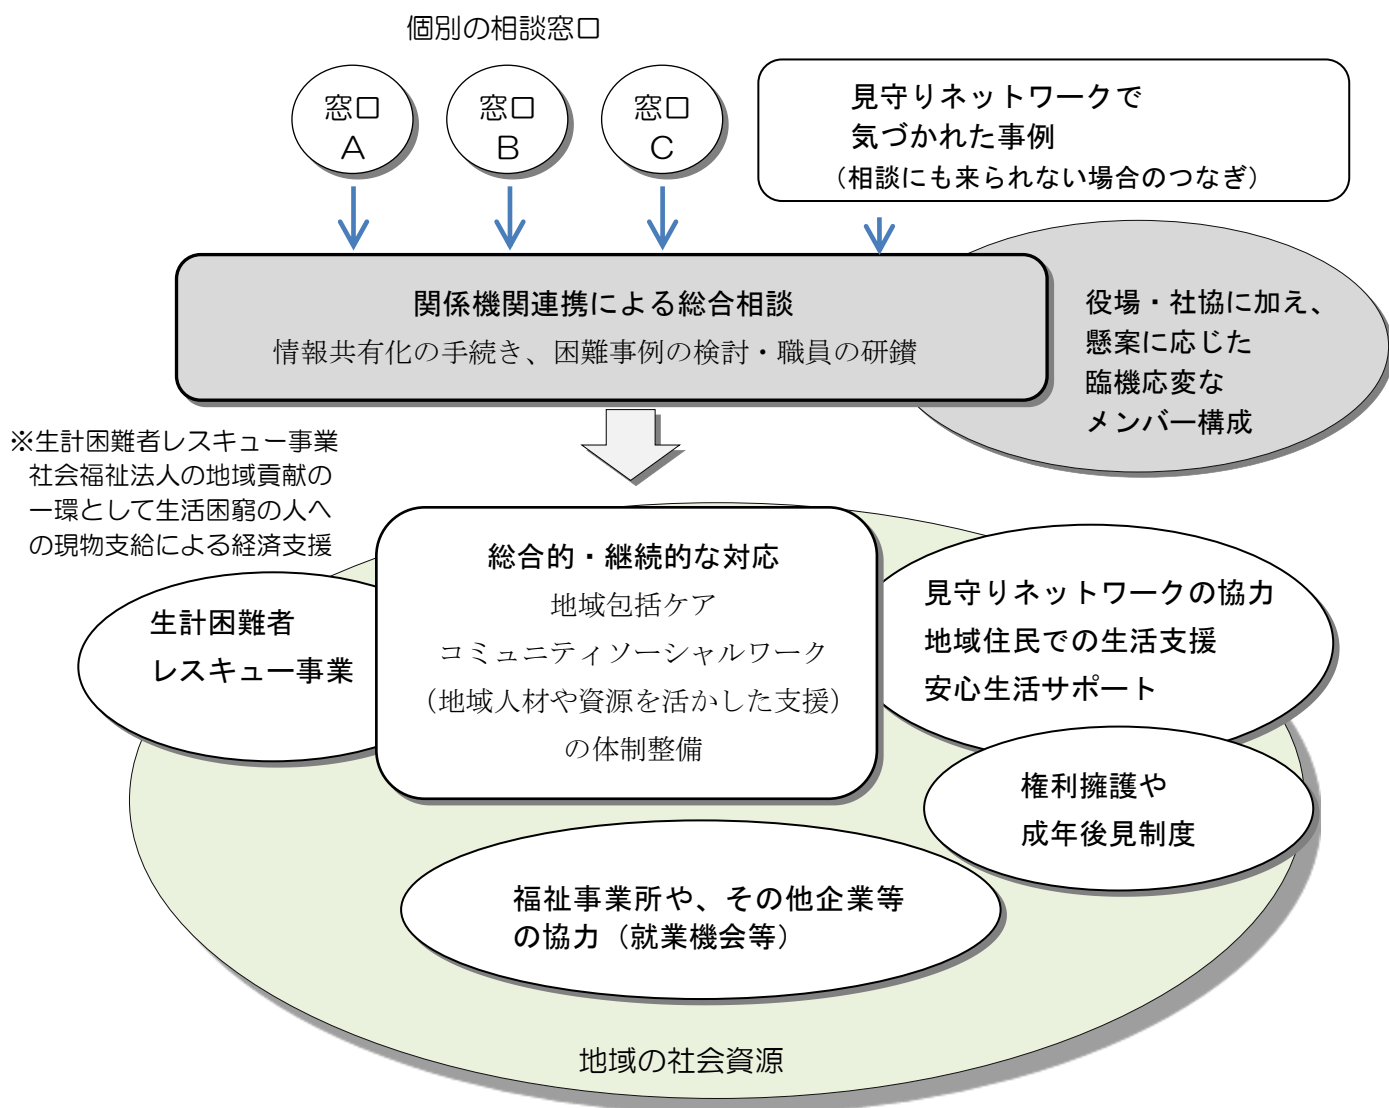 個別の相談窓口
窓口
A
窓口
B
窓口
C
見守りネットワークで
気づかれた事例
（相談にも来られない場合のつなぎ）
関係機関連携による総合相談
情報共有化の手続き、困難事例の検討・職員の研鑚
役場・社協に加え、
懸案に応じた
臨機応変な
メンバー構成
※生計困難者レスキュー事業
社会福祉法人の地域貢献の
一環として生活困窮の人へ
の現物支給による経済支援
総合的・継続的な対応
地域包括ケア
コミュニティソーシャルワーク
（地域人材や資源を活かした支援）
の体制整備
生計困難者
レスキュー事業
見守りネットワークの協力
地域住民での生活支援
安心生活サポート
権利擁護や
成年後見制度
福祉事業所や、その他企業等
の協力（就業機会等）
地域の社会資源